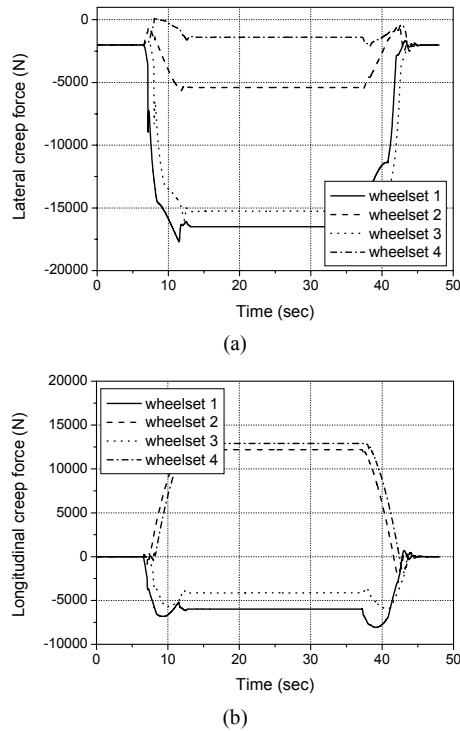 0
-5000
-10000
-15000
-20000
Lateral creep force (N)
wheelset 1
wheelset 2
wheelset 3
wheelset 4
0 10 20 30 40 50
Time (sec)
(a)
20000
15000
10000
5000
0
-5000
-10000
Longitudinal creep force (N)
wheelset 1
wheelset 2
wheelset 3
wheelset 4
0 10 20 30 40 50
Time (sec)
(b)